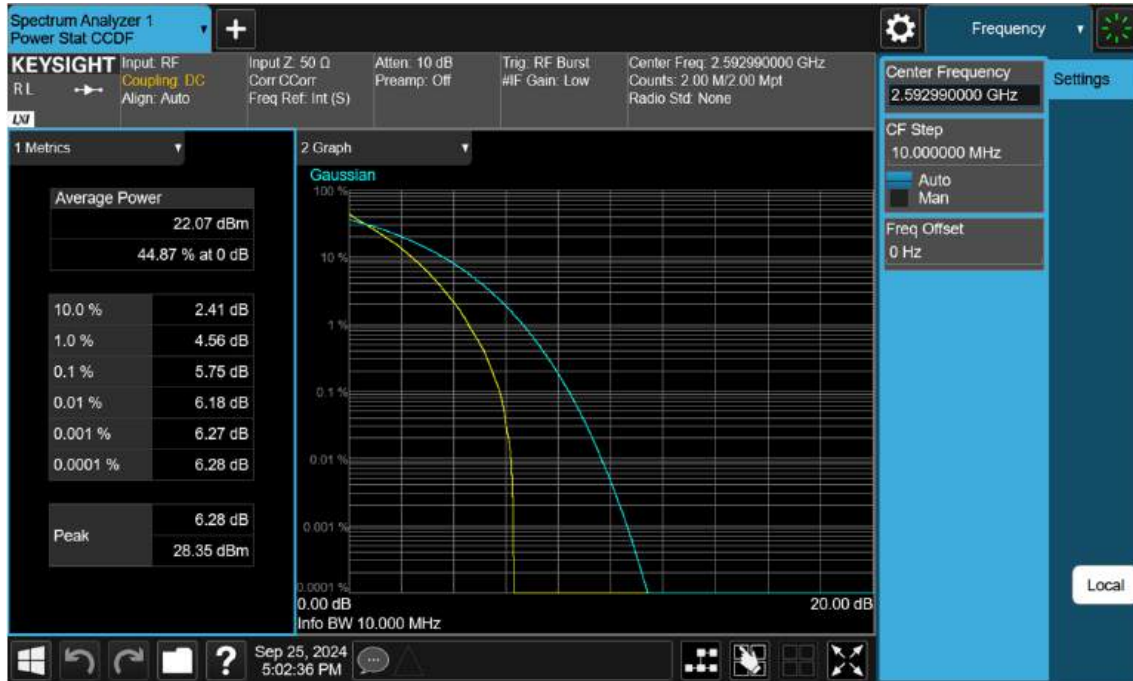 Spectrum Analyzer 1
Power Stat CCDF
+
Frequency
KEYSIGHT
RL
LXI
Input: RF
Coupling: DC
Align: Auto
Input Z: 50 Ω
Corr CCorr
Freq Ref: Int (S)
Atten: 10 dB
Preamp: Off
Trig: RF Burst
#IF Gain: Low
Center Freq: 2.592990000 GHz
Counts: 2.00 M/2.00 Mpt
Radio Std: None
Center Frequency
2.592990000 GHz
Settings
CF Step
10.000000 MHz
Auto
Man
Freq Offset
0 Hz
1 Metrics
Average Power
22.07 dBm
44.87 % at 0 dB
10.0 % 2.41 dB
1.0 % 4.56 dB
0.1 % 5.75 dB
0.01 % 6.18 dB
0.001 % 6.27 dB
0.0001 % 6.28 dB
Peak
6.28 dB
28.35 dBm
2 Graph
Gaussian
100 %
10 %
1 %
0.1 %
0.01 %
0.001 %
0.0001 %
0.00 dB 20.00 dB
Info BW 10.000 MHz
Local
?
Sep 25, 2024
5:02:36 PM